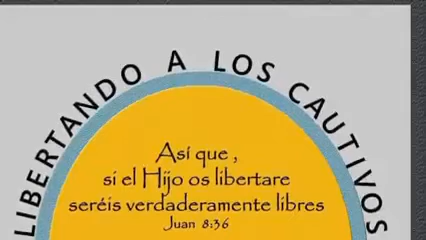 LIBERTANDO A LOS CAUTIVOS
Así que ,
si el Hijo os libertare
seréis verdaderamente libres
Juan 8:36